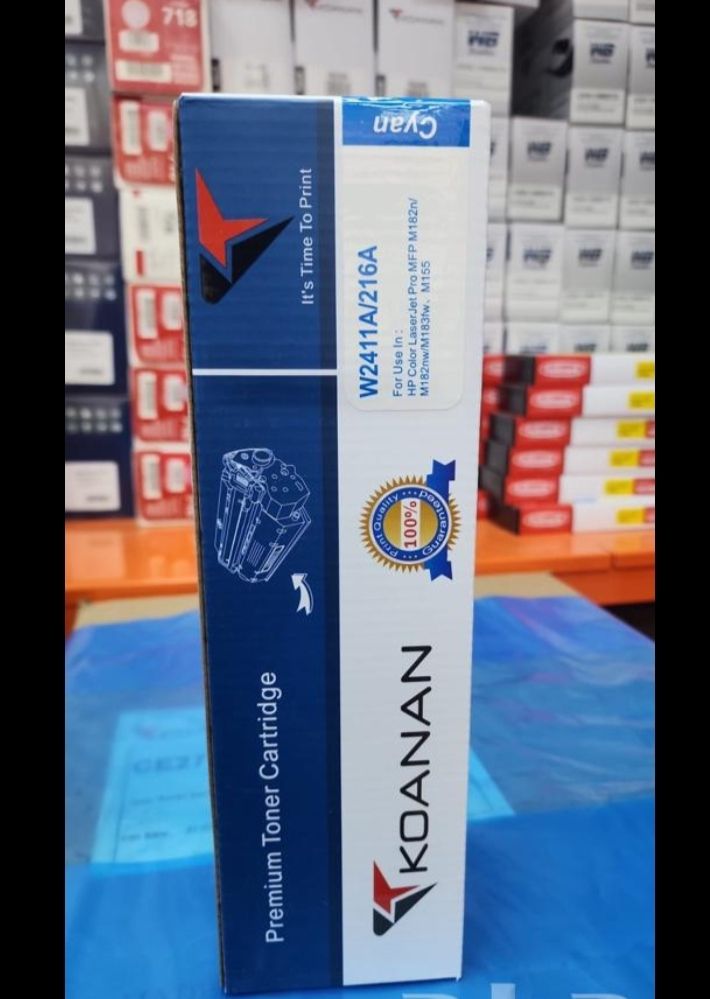 718
Cyan
It's Time To Print
W2411A/216A
For Use In :
HP Color LaserJet Pro MFP M182n/
M182nw/M183fw、M155
Print Quality
100%
Guaranteed
Premium Toner Cartridge
KOANAN